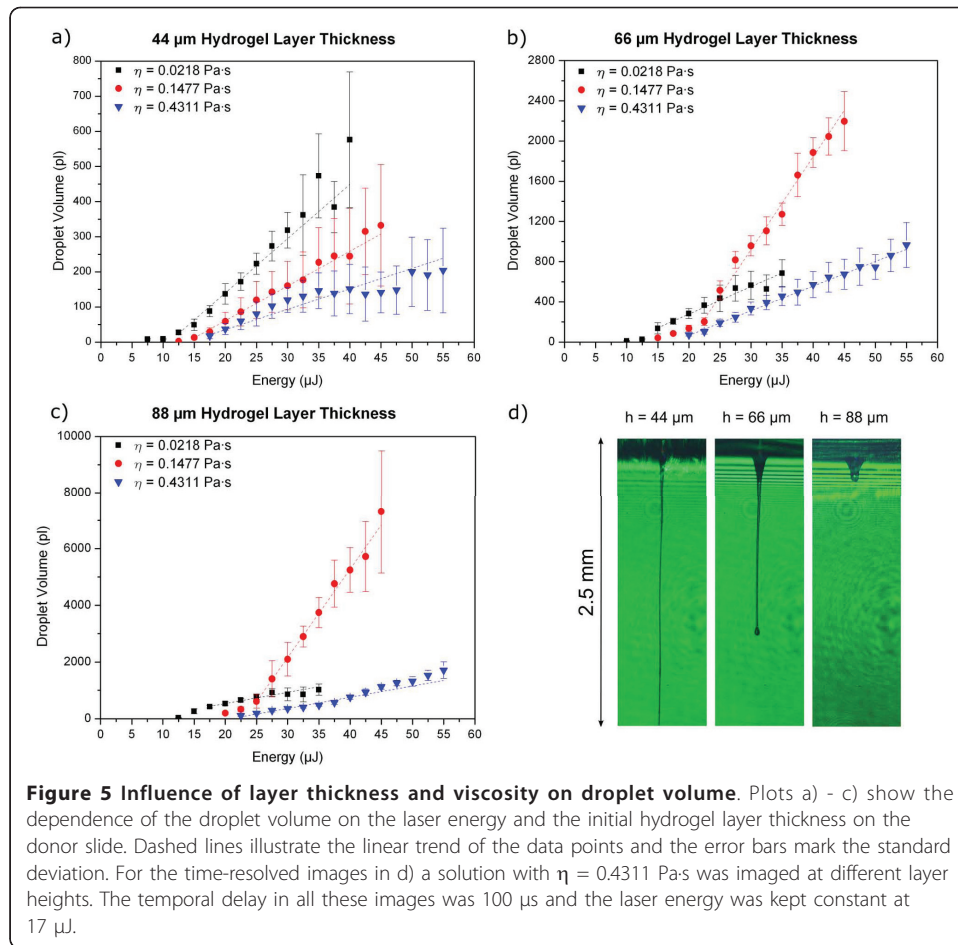 a)
44 μm Hydrogel Layer Thickness
η = 0.0218 Pa·s
η = 0.1477 Pa·s
η = 0.4311 Pa·s
Droplet Volume (pl)
800
700
600
500
400
300
200
100
0
0 5 10 15 20 25 30 35 40 45 50 55 60
Energy (μJ)
b)
66 μm Hydrogel Layer Thickness
η = 0.0218 Pa·s
η = 0.1477 Pa·s
η = 0.4311 Pa·s
Droplet Volume (pl)
2800
2400
2000
1600
1200
800
400
0
0 5 10 15 20 25 30 35 40 45 50 55 60
Energy (μJ)
c)
88 μm Hydrogel Layer Thickness
η = 0.0218 Pa·s
η = 0.1477 Pa·s
η = 0.4311 Pa·s
Droplet Volume (pl)
10000
8000
6000
4000
2000
0
0 5 10 15 20 25 30 35 40 45 50 55 60
Energy (μJ)
d)
h = 44 μm h = 66 μm h = 88 μm
2.5 mm
Figure 5 Influence of layer thickness and viscosity on droplet volume. Plots a) - c) show the
dependence of the droplet volume on the laser energy and the initial hydrogel layer thickness on the
donor slide. Dashed lines illustrate the linear trend of the data points and the error bars mark the standard
deviation. For the time-resolved images in d) a solution with η = 0.4311 Pa·s was imaged at different layer
heights. The temporal delay in all these images was 100 μs and the laser energy was kept constant at
17 μJ.